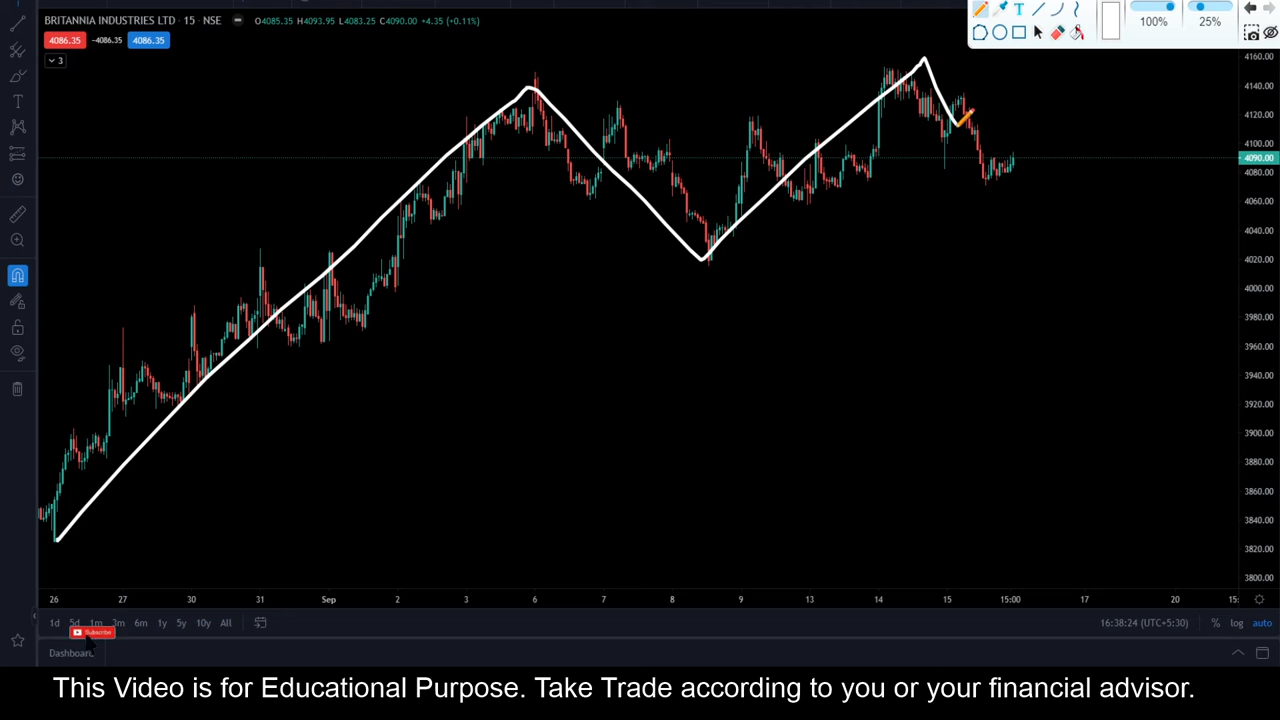 BRITANNIA INDUSTRIES LTD · 15 · NSE
O4085.35 H4093.95 L4083.25 C4090.00 +4.35 (+0.11%)
4086.35 -4086.35 4086.35
3
T
100%
25%
4160.00
4140.00
4120.00
4100.00
4090.00
4080.00
4060.00
4040.00
4020.00
4000.00
3980.00
3960.00
3940.00
3920.00
3900.00
3880.00
3860.00
3840.00
3820.00
3800.00
26 27 30 31 Sep 2 3 6 7 8 9 13 14 15 15:00 17 20 15:
1d 5d 1m 3m 6m 1y 5y 10y All
16:38:24 (UTC+5:30) % log auto
Subscribe
Dashboard
This Video is for Educational Purpose. Take Trade according to you or your financial advisor.